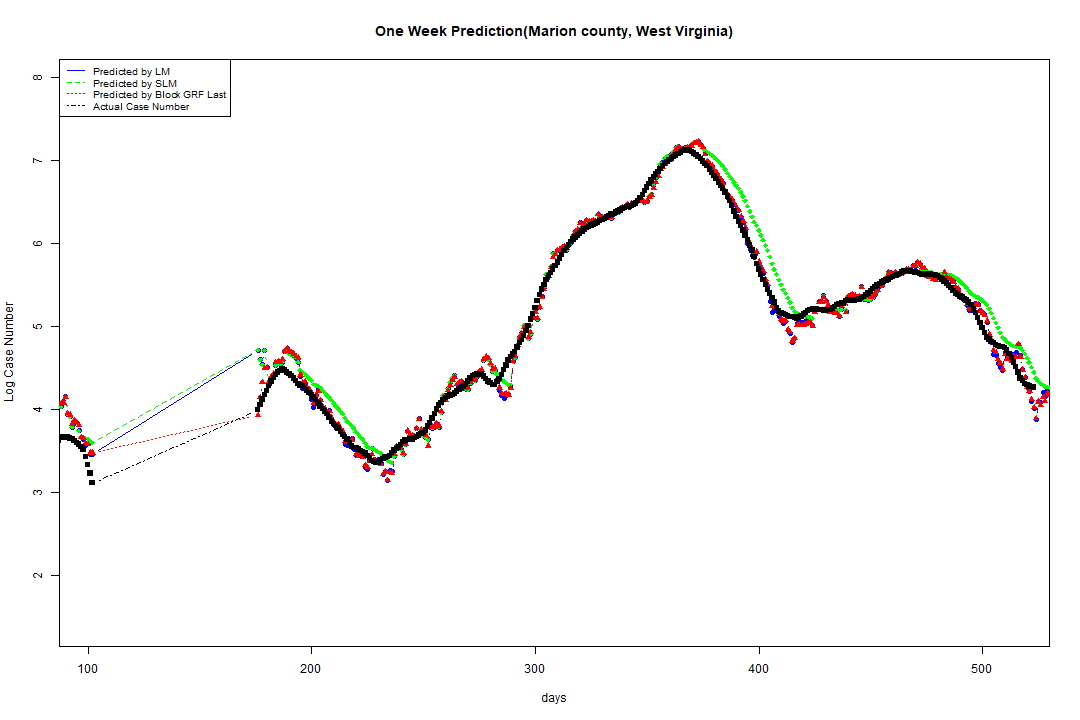 One Week Prediction(Marion county, West Virginia)
Predicted by LM
Predicted by SLM
Predicted by Block GRF Last
Actual Case Number
8
7
6
5
4
3
2
Log Case Number
100
200
300
400
500
days